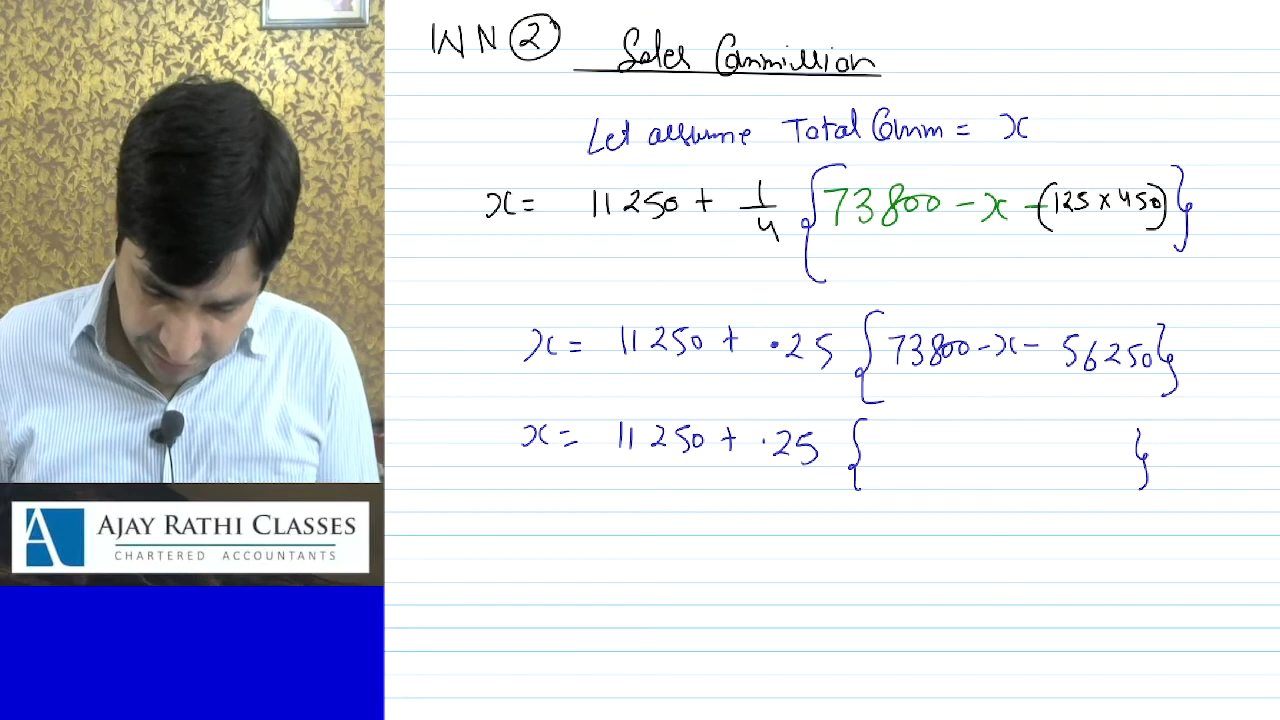 WN ② Sales Commission
Let assume Total Comm = x
x = 11250 + 1/4 {73800 - x - (125 x 450)}
x = 11250 + .25 {73800 - x - 56250}
x = 11250 + .25 { }
A AJAY RATHI CLASSES
CHARTERED ACCOUNTANTS